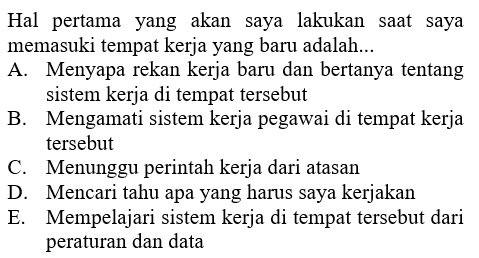 Hal pertama yang akan saya lakukan saat saya
memasuki tempat kerja yang baru adalah...
A. Menyapa rekan kerja baru dan bertanya tentang
sistem kerja di tempat tersebut
B. Mengamati sistem kerja pegawai di tempat kerja
tersebut
C. Menunggu perintah kerja dari atasan
D. Mencari tahu apa yang harus saya kerjakan
E. Mempelajari sistem kerja di tempat tersebut dari
peraturan dan data